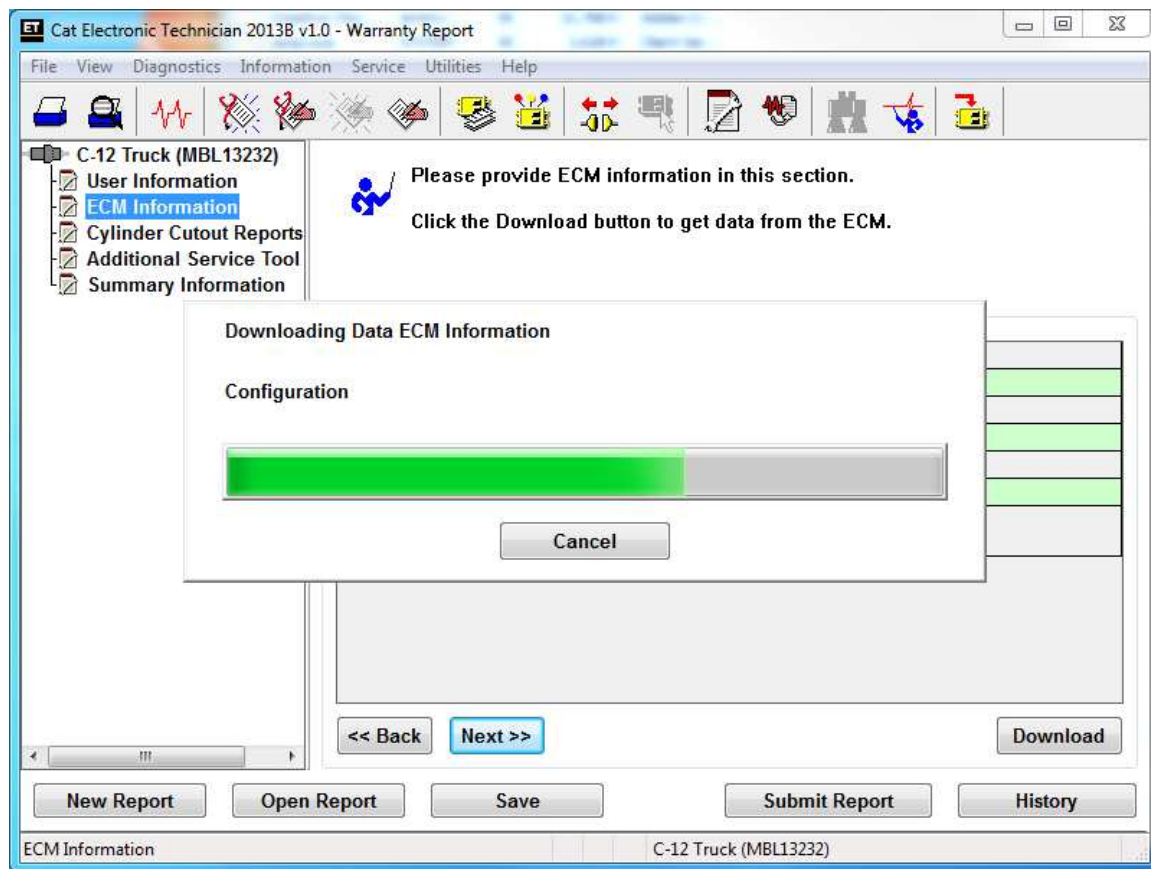 ET Cat Electronic Technician 2013B v1.0 - Warranty Report
File View Diagnostics Information Service Utilities Help
C-12 Truck (MBL13232)
User Information
ECM Information
Cylinder Cutout Reports
Additional Service Tool
Summary Information
Please provide ECM information in this section.
Click the Download button to get data from the ECM.
Downloading Data ECM Information
Configuration
Cancel
<< Back Next >> Download
New Report Open Report Save Submit Report History
ECM Information C-12 Truck (MBL13232)